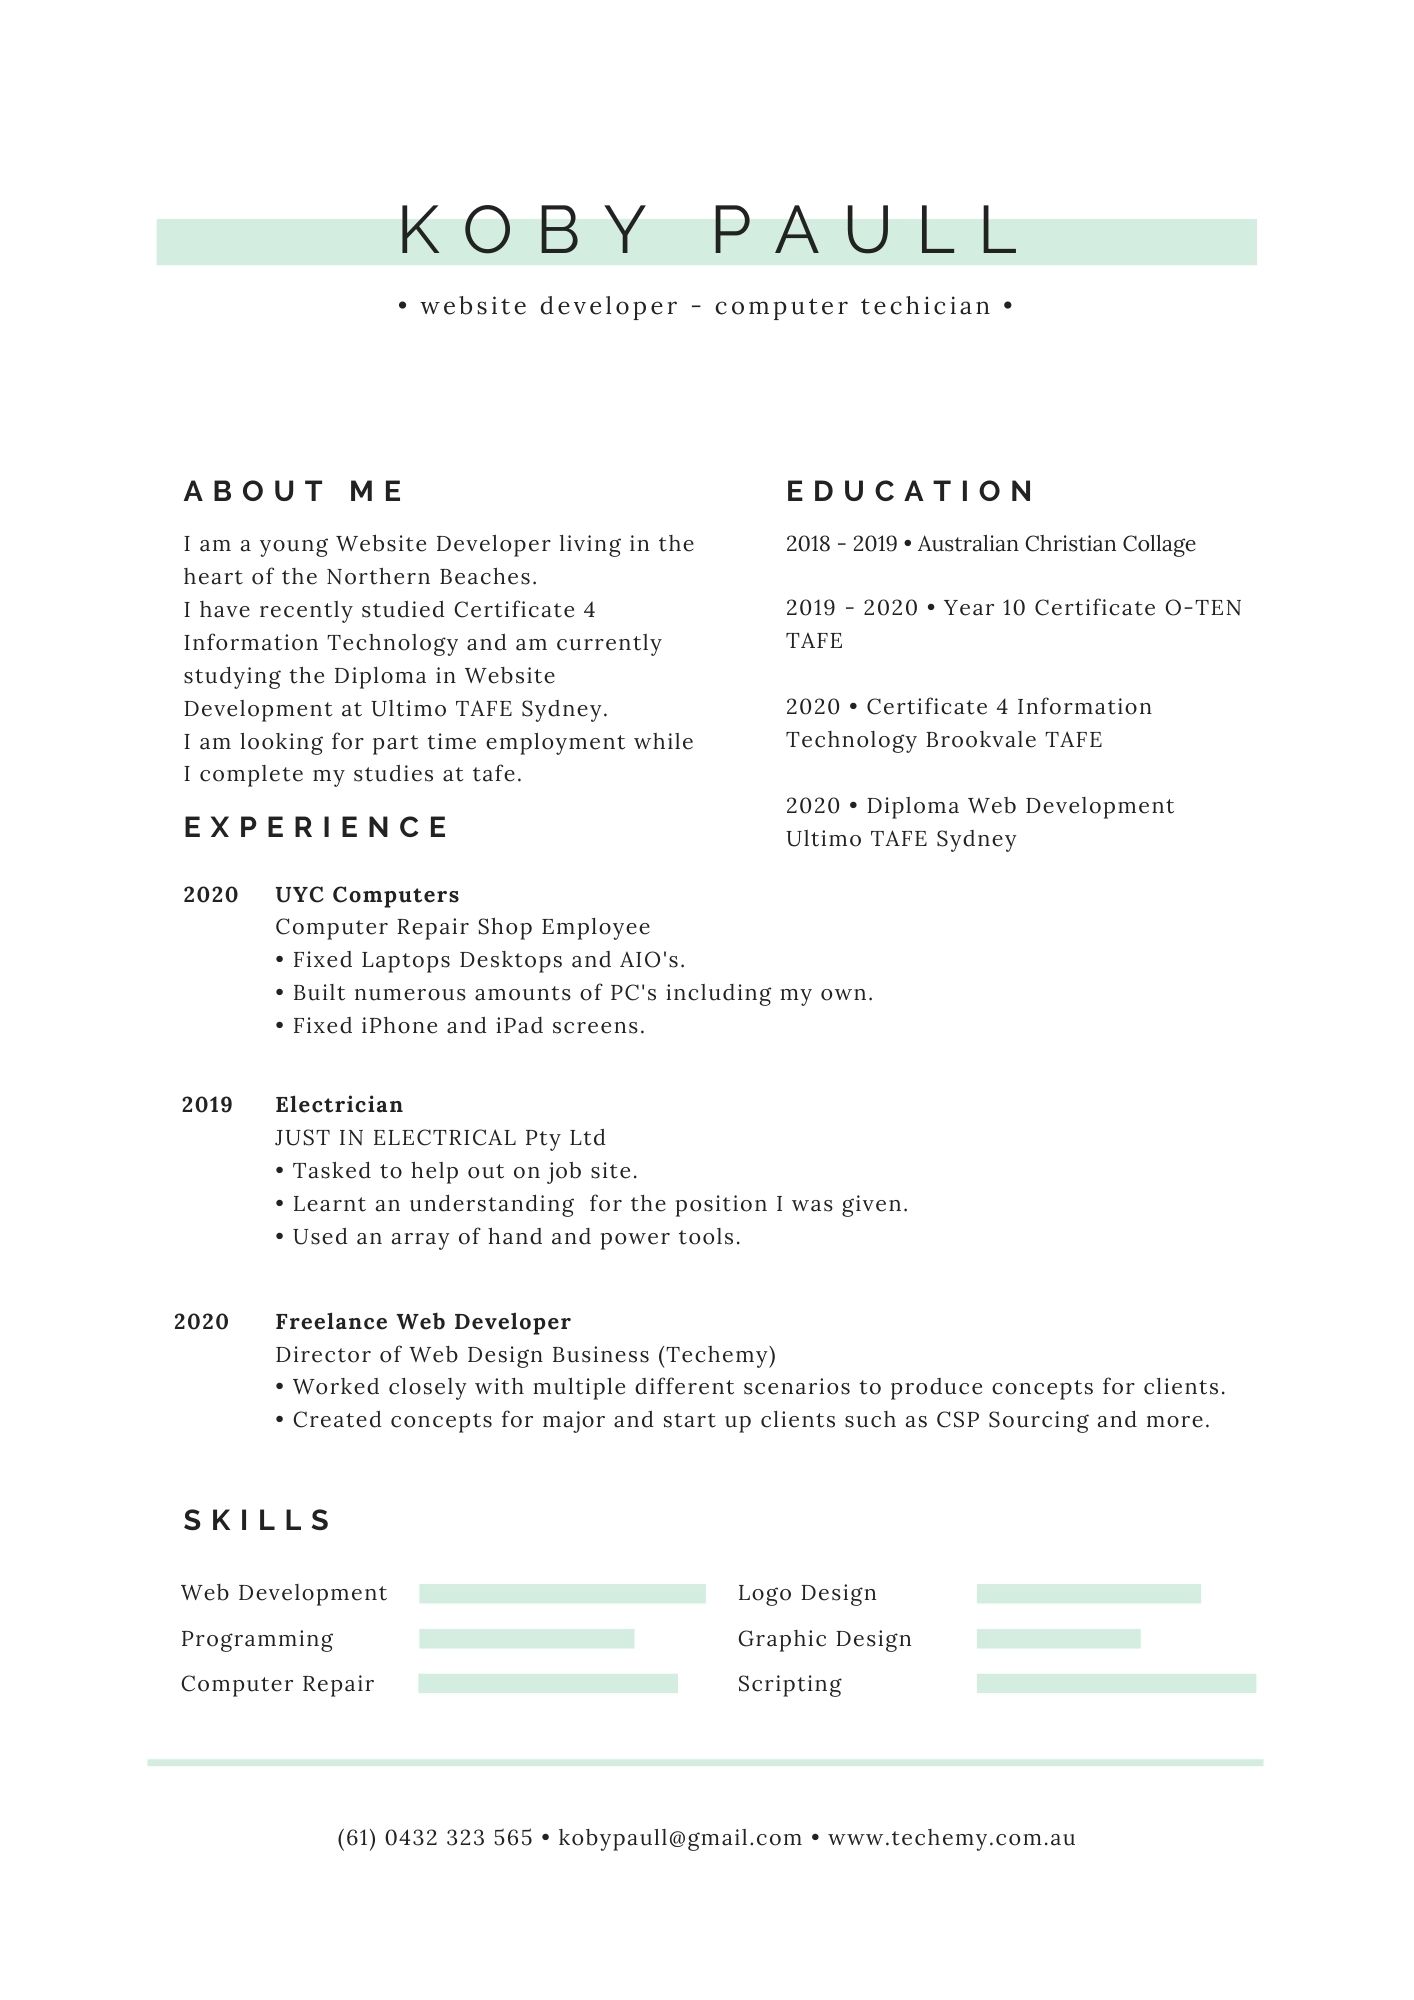 KOBY PAULL
• website developer - computer techician •
ABOUT ME
I am a young Website Developer living in the
heart of the Northern Beaches.
I have recently studied Certificate 4
Information Technology and am currently
studying the Diploma in Website
Development at Ultimo TAFE Sydney.
I am looking for part time employment while
I complete my studies at tafe.
EDUCATION
2018 - 2019 • Australian Christian Collage
2019 - 2020 • Year 10 Certificate O-TEN
TAFE
2020 • Certificate 4 Information
Technology Brookvale TAFE
2020 • Diploma Web Development
Ultimo TAFE Sydney
EXPERIENCE
2020 UYC Computers
Computer Repair Shop Employee
• Fixed Laptops Desktops and AIO's.
• Built numerous amounts of PC's including my own.
• Fixed iPhone and iPad screens.
2019 Electrician
JUST IN ELECTRICAL Pty Ltd
• Tasked to help out on job site.
• Learnt an understanding  for the position I was given.
• Used an array of hand and power tools.
2020 Freelance Web Developer
Director of Web Design Business (Techemy)
• Worked closely with multiple different scenarios to produce concepts for clients.
• Created concepts for major and start up clients such as CSP Sourcing and more.
SKILLS
Web Development
Programming
Computer Repair
Logo Design
Graphic Design
Scripting
(61) 0432 323 565 • kobypaull@gmail.com • www.techemy.com.au